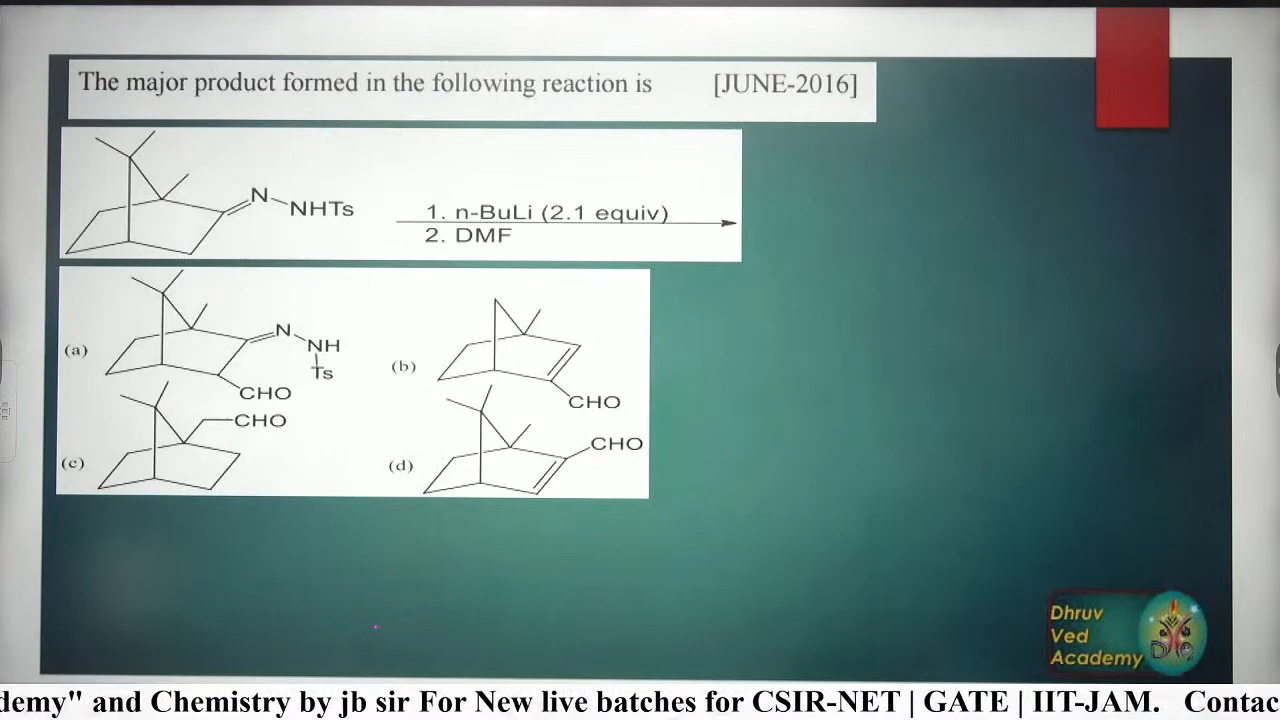 The major product formed in the following reaction is [JUNE-2016]
N
NHTs
1. n-BuLi (2.1 equiv)
2. DMF
(a)
N
NH
Ts
CHO
(b)
CHO
(c)
CHO
(d)
CHO
Dhruv
Ved
Academy
demy" and Chemistry by jb sir For New live batches for CSIR-NET | GATE | IIT-JAM. Contac